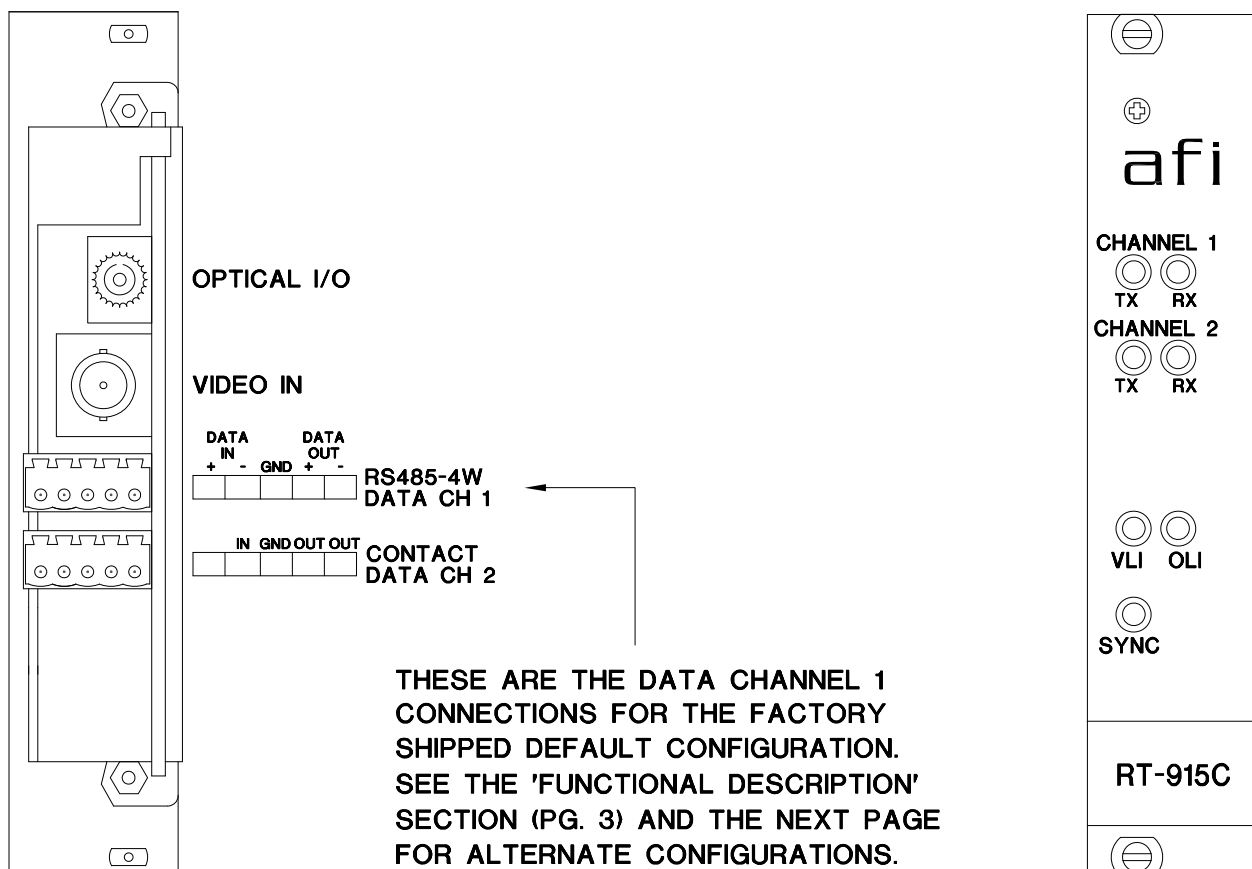 OPTICAL I/O
VIDEO IN
DATA DATA
IN OUT
+ - GND + -
RS485-4W
DATA CH 1
IN GND OUT OUT
CONTACT
DATA CH 2
THESE ARE THE DATA CHANNEL 1
CONNECTIONS FOR THE FACTORY
SHIPPED DEFAULT CONFIGURATION.
SEE THE 'FUNCTIONAL DESCRIPTION'
SECTION (PG. 3) AND THE NEXT PAGE
FOR ALTERNATE CONFIGURATIONS.
afi
CHANNEL 1
TX RX
CHANNEL 2
TX RX
VLI OLI
SYNC
RT-915C